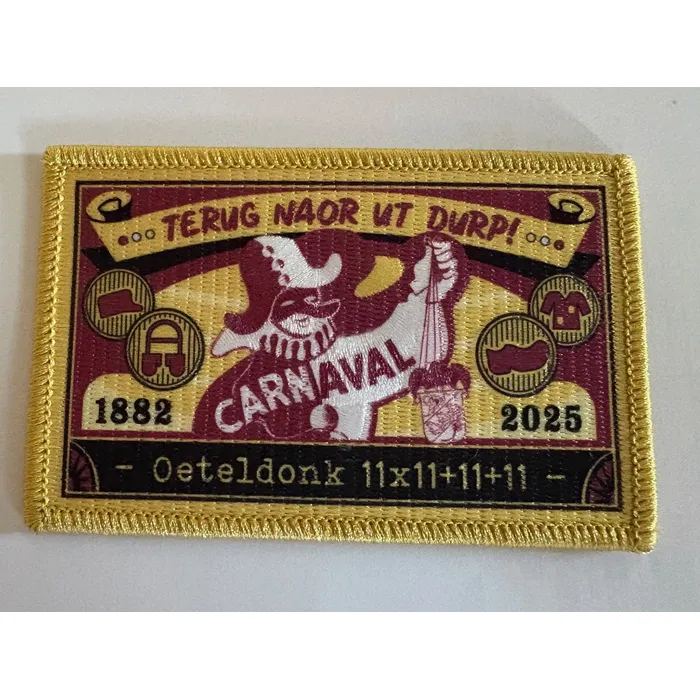 TERUG NAOR UT DURP!
CARNAVAL
1882
2025
- Oeteldonk 11x11+11+11 -